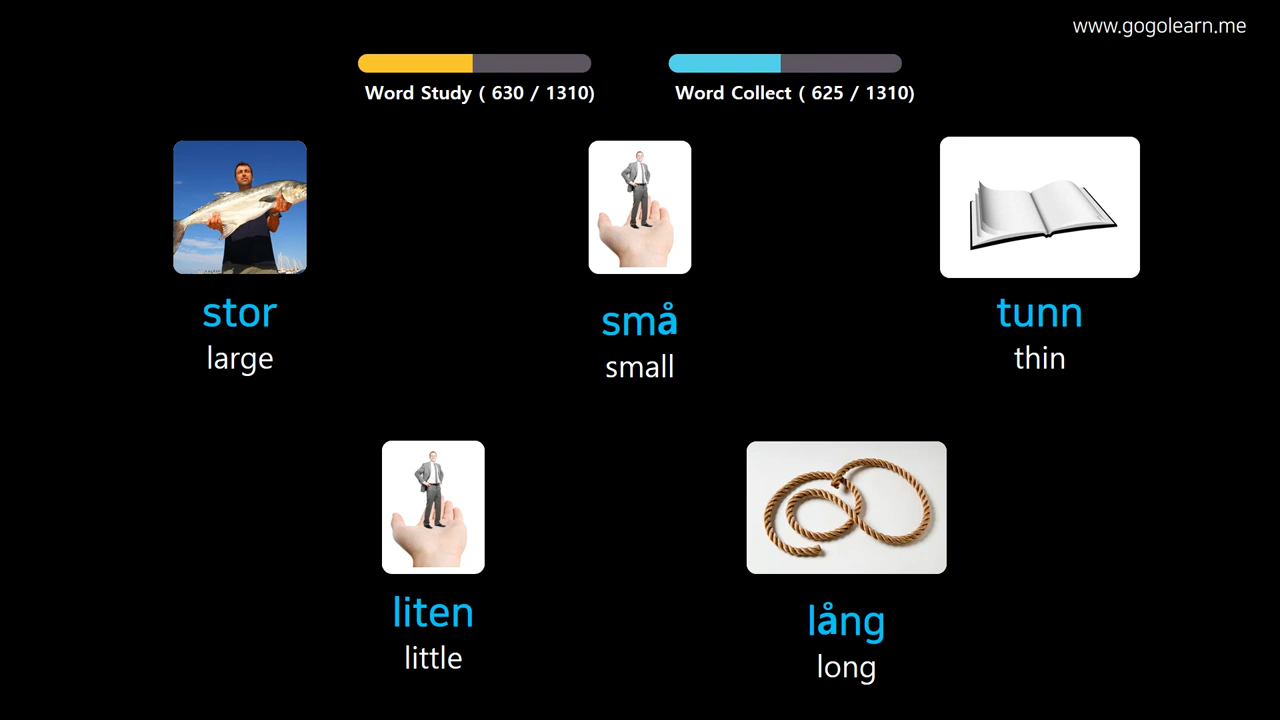 www.gogolearn.me
Word Study ( 630 / 1310)
Word Collect ( 625 / 1310)
stor
large
små
small
tunn
thin
liten
little
lång
long